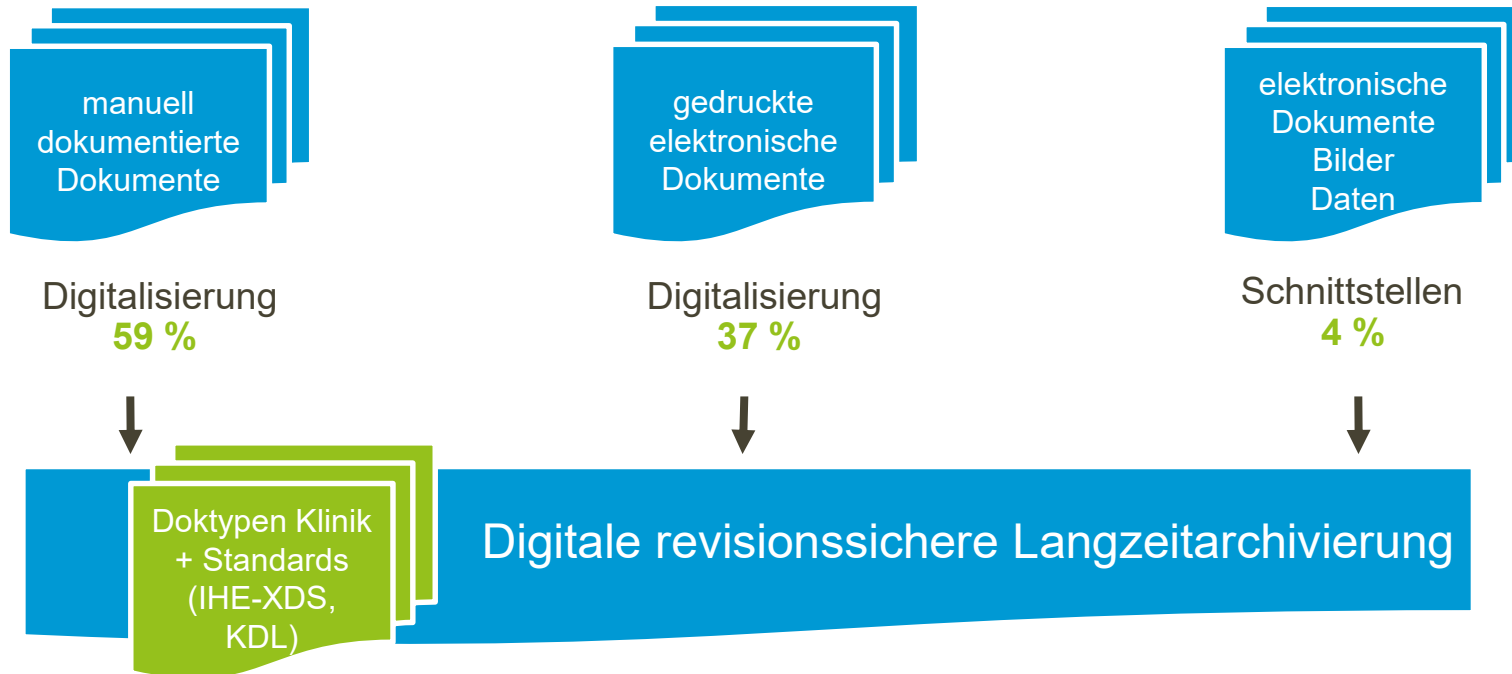 manuell
dokumentierte
Dokumente
gedruckte
elektronische
Dokumente
elektronische
Dokumente
Bilder
Daten
Digitalisierung
59 %
Digitalisierung
37 %
Schnittstellen
4 %
Doktypen Klinik
+ Standards
(IHE-XDS,
KDL)
Digitale revisionssichere Langzeitarchivierung